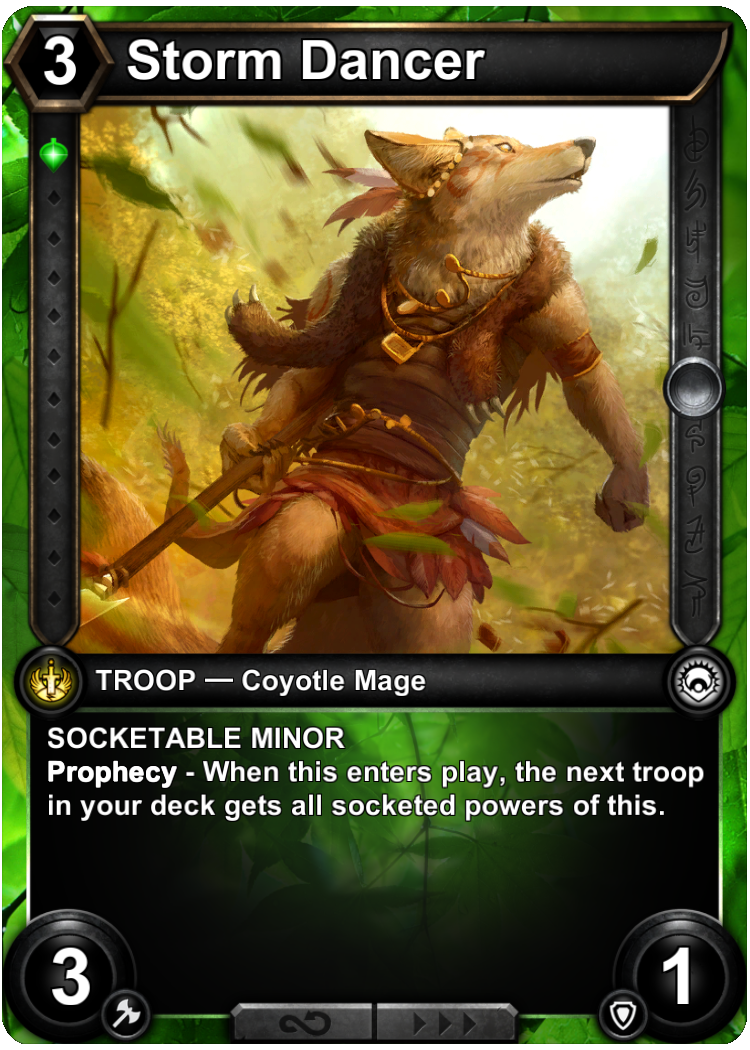 3 Storm Dancer
TROOP — Coyotle Mage
SOCKETABLE MINOR
Prophecy - When this enters play, the next troop
in your deck gets all socketed powers of this.
3 1